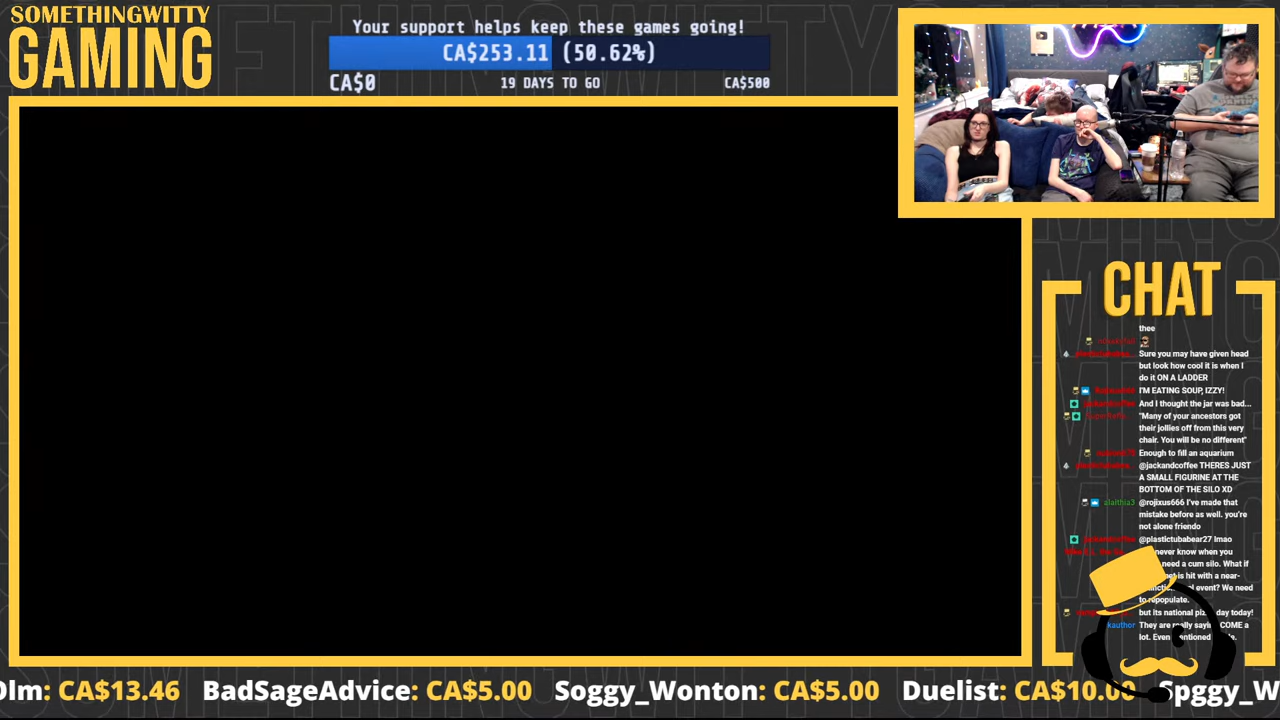 SOMETHINGWITTY
GAMING
Your support helps keep these games going!
CA$253.11 (50.62%)
CA$0
19 DAYS TO GO
CA$500
CHAT
thee
Sure you may have given head
but look how cool it is when I
do it ON A LADDER
I'M EATING SOUP, IZZY!
And I thought the jar was bad...
"Many of your ancestors got
their jollies off from this very
chair. You will be no different"
Enough to fill an aquarium
@jackandcoffee THERES JUST
A SMALL FIGURINE AT THE
BOTTOM OF THE SILO XD
alaithia3 @rojixus666 I've made that
mistake before as well, you're
not alone friendo
@plastictubabear27 lmao
never know when you
need a cum silo. What if
is hit with a near-
event? We need
to repopulate.
but its national day today!
kauthor They are really COME a
lot. Even
Olm: CA$13.46 BadSageAdvice: CA$5.00 Soggy_Wonton: CA$5.00 Duelist: CA$10.00 Spggy_W